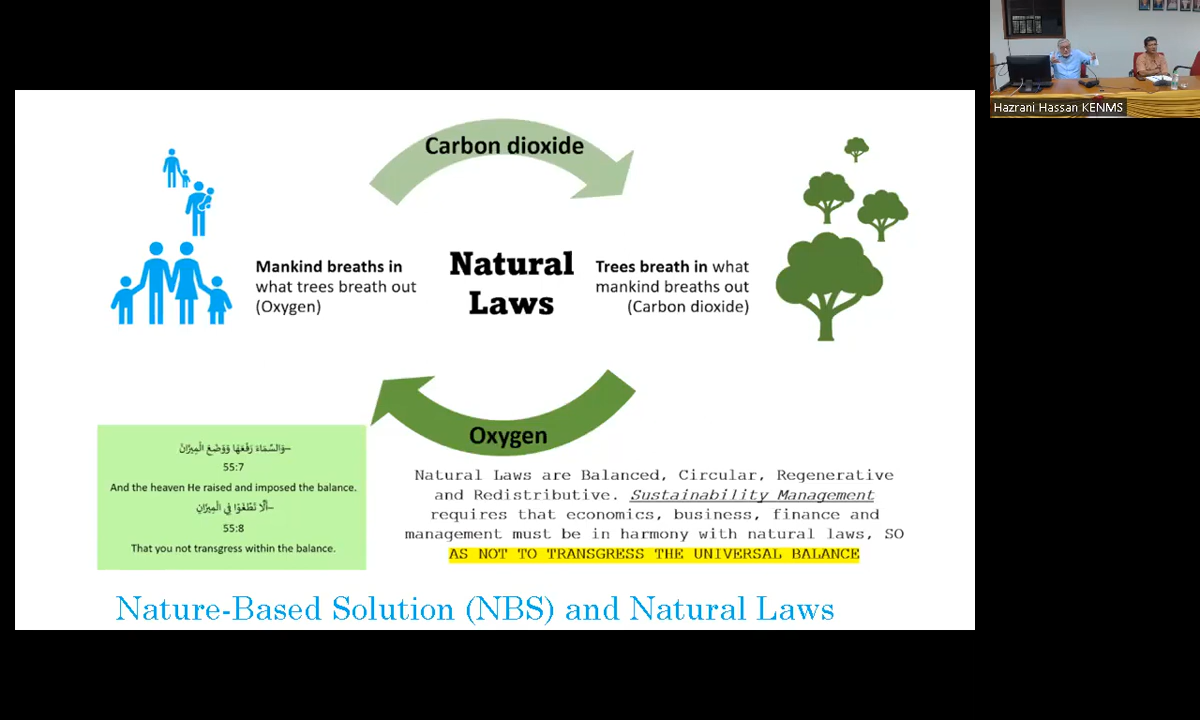 Hazrani Hassan KENMS
Carbon dioxide
Mankind breaths in
what trees breath out
(Oxygen)
Natural
Laws
Trees breath in what
mankind breaths out
(Carbon dioxide)
Oxygen
وَالسَّمَاءَ رَفَعَهَا وَوَضَعَ الْمِيزَانَ–
55:7
And the heaven He raised and imposed the balance.
أَلَّا تَطْغَوْا فِي الْمِيزَانِ–
55:8
That you not transgress within the balance.
Natural Laws are Balanced, Circular, Regenerative
and Redistributive. Sustainability Management
requires that economics, business, finance and
management must be in harmony with natural laws, SO
AS NOT TO TRANSGRESS THE UNIVERSAL BALANCE
Nature-Based Solution (NBS) and Natural Laws